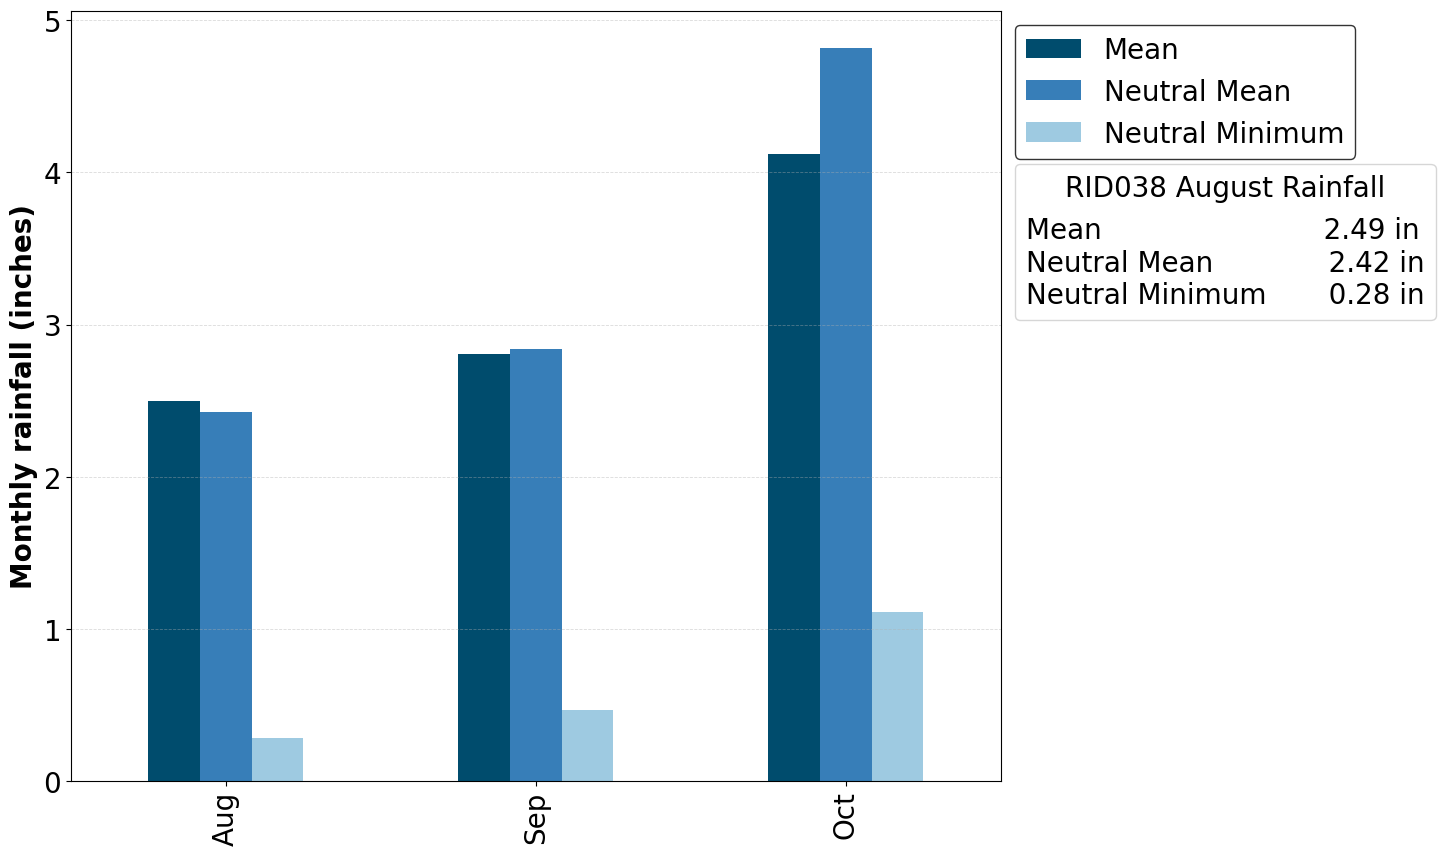 Monthly rainfall (inches)
5
4
3
2
1
0
Aug
Sep
Oct
Mean
Neutral Mean
Neutral Minimum
RID038 August Rainfall
Mean 2.49 in
Neutral Mean 2.42 in
Neutral Minimum 0.28 in